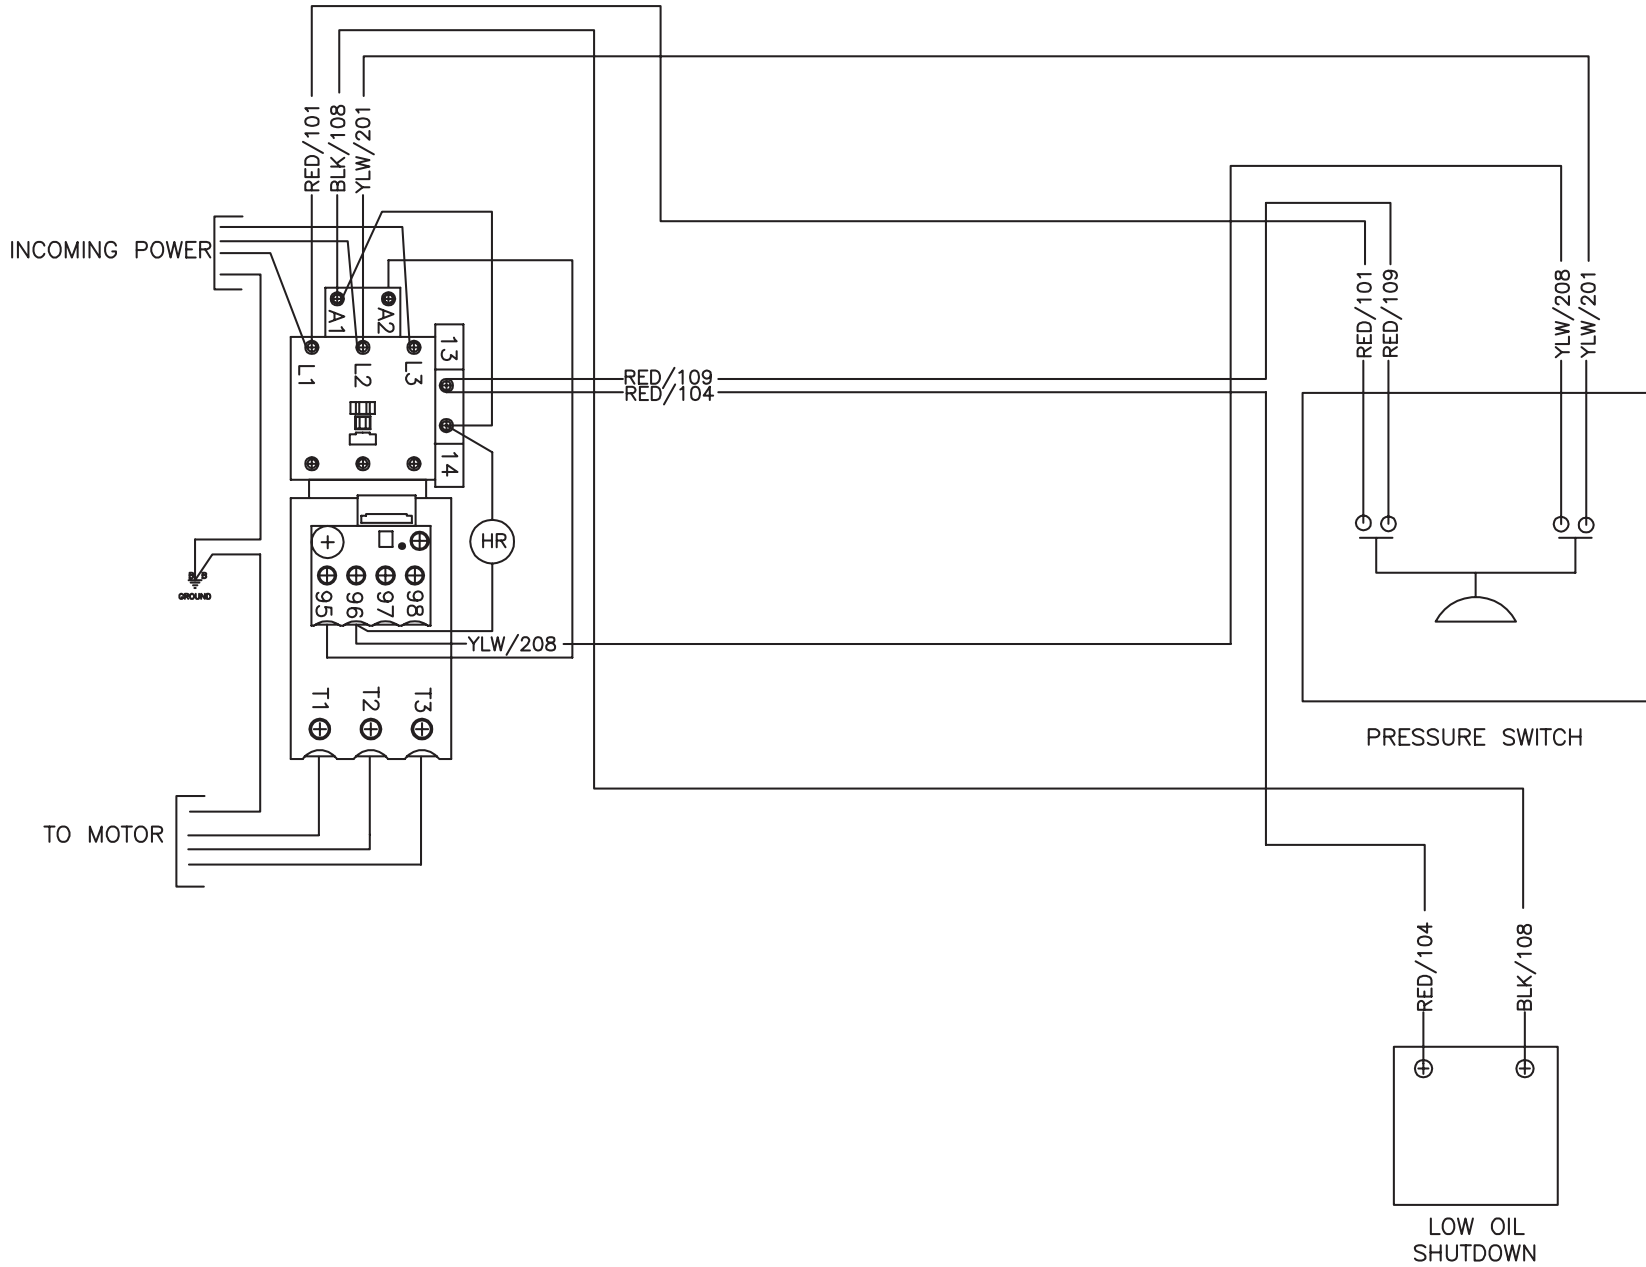 RED/101
BLK/108
YLW/201
INCOMING POWER
A1
A2
L1
L2
L3
13
14
RED/109
RED/104
RED/101
RED/109
YLW/208
YLW/201
HR
95
96
97
98
YLW/208
GROUND
T1
T2
T3
PRESSURE SWITCH
TO MOTOR
RED/104
BLK/108
LOW OIL
SHUTDOWN